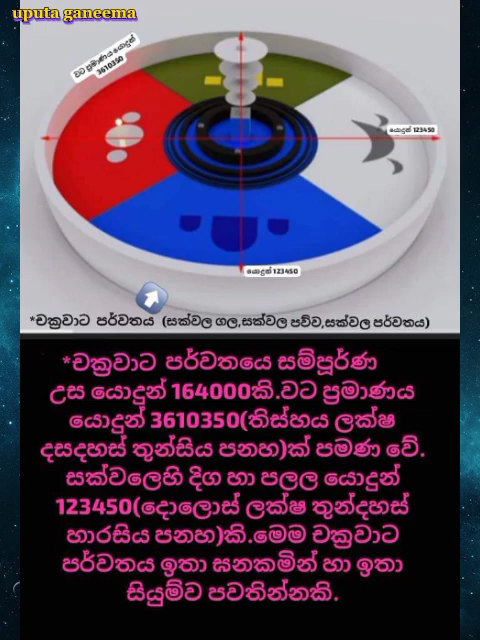 uputa ganeema
වට ප්‍රමාණය යොදුන්
3610350
යොදුන් 123450
යොදුන් 123450
*චක්‍රවාට පර්වතය (සක්වල ගල,සක්වල පව්ව,සක්වල පර්වතය)
*චක්‍රවාට පර්වතයෙ සම්පූර්ණ
උස යොදුන් 164000කි.වට ප්‍රමාණය
යොදුන් 3610350(තිස්හය ලක්ෂ
දසදහස් තුන්සිය පනහ)ක් පමණ වේ.
සක්වලෙහි දිග හා පලල යොදුන්
123450(දොලොස් ලක්ෂ තුන්දහස්
හාරසිය පනහ)කි.මෙම චක්‍රවාට
පර්වතය ඉතා ඝනකමින් හා ඉතා
සියුම්ව පවතින්නකි.